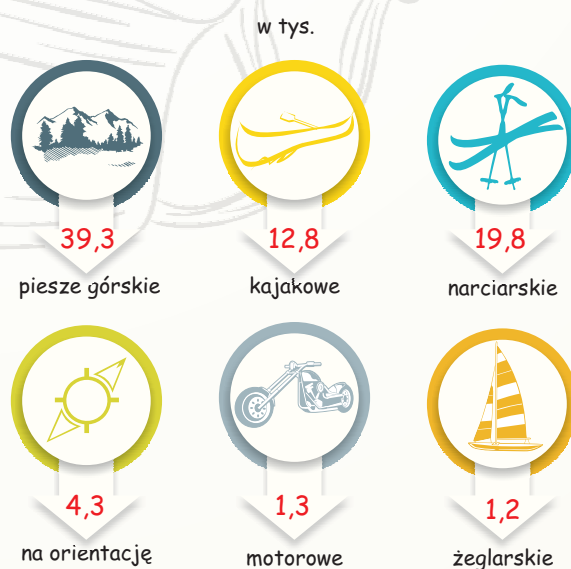 w tys.
39,3 12,8 19,8
piesze górskie kajakowe narciarskie
4,3 1,3 1,2
na orientację motorowe żeglarskie